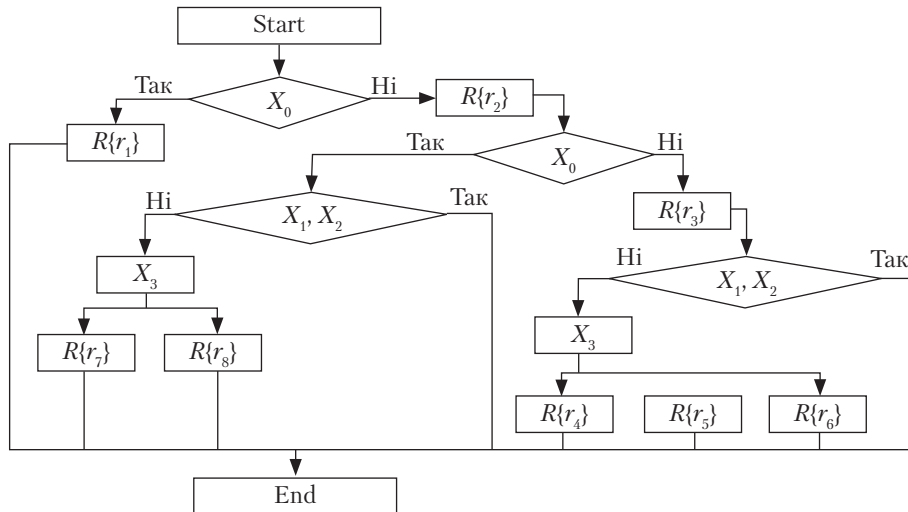 Start
Так
X₀
Ні
R{r₂}
R{r₁}
Так
X₀
Ні
Ні
X₁, X₂
Так
R{r₃}
X₃
Ні
X₁, X₂
Так
R{r₇}
R{r₈}
X₃
R{r₄}
R{r₅}
R{r₆}
End